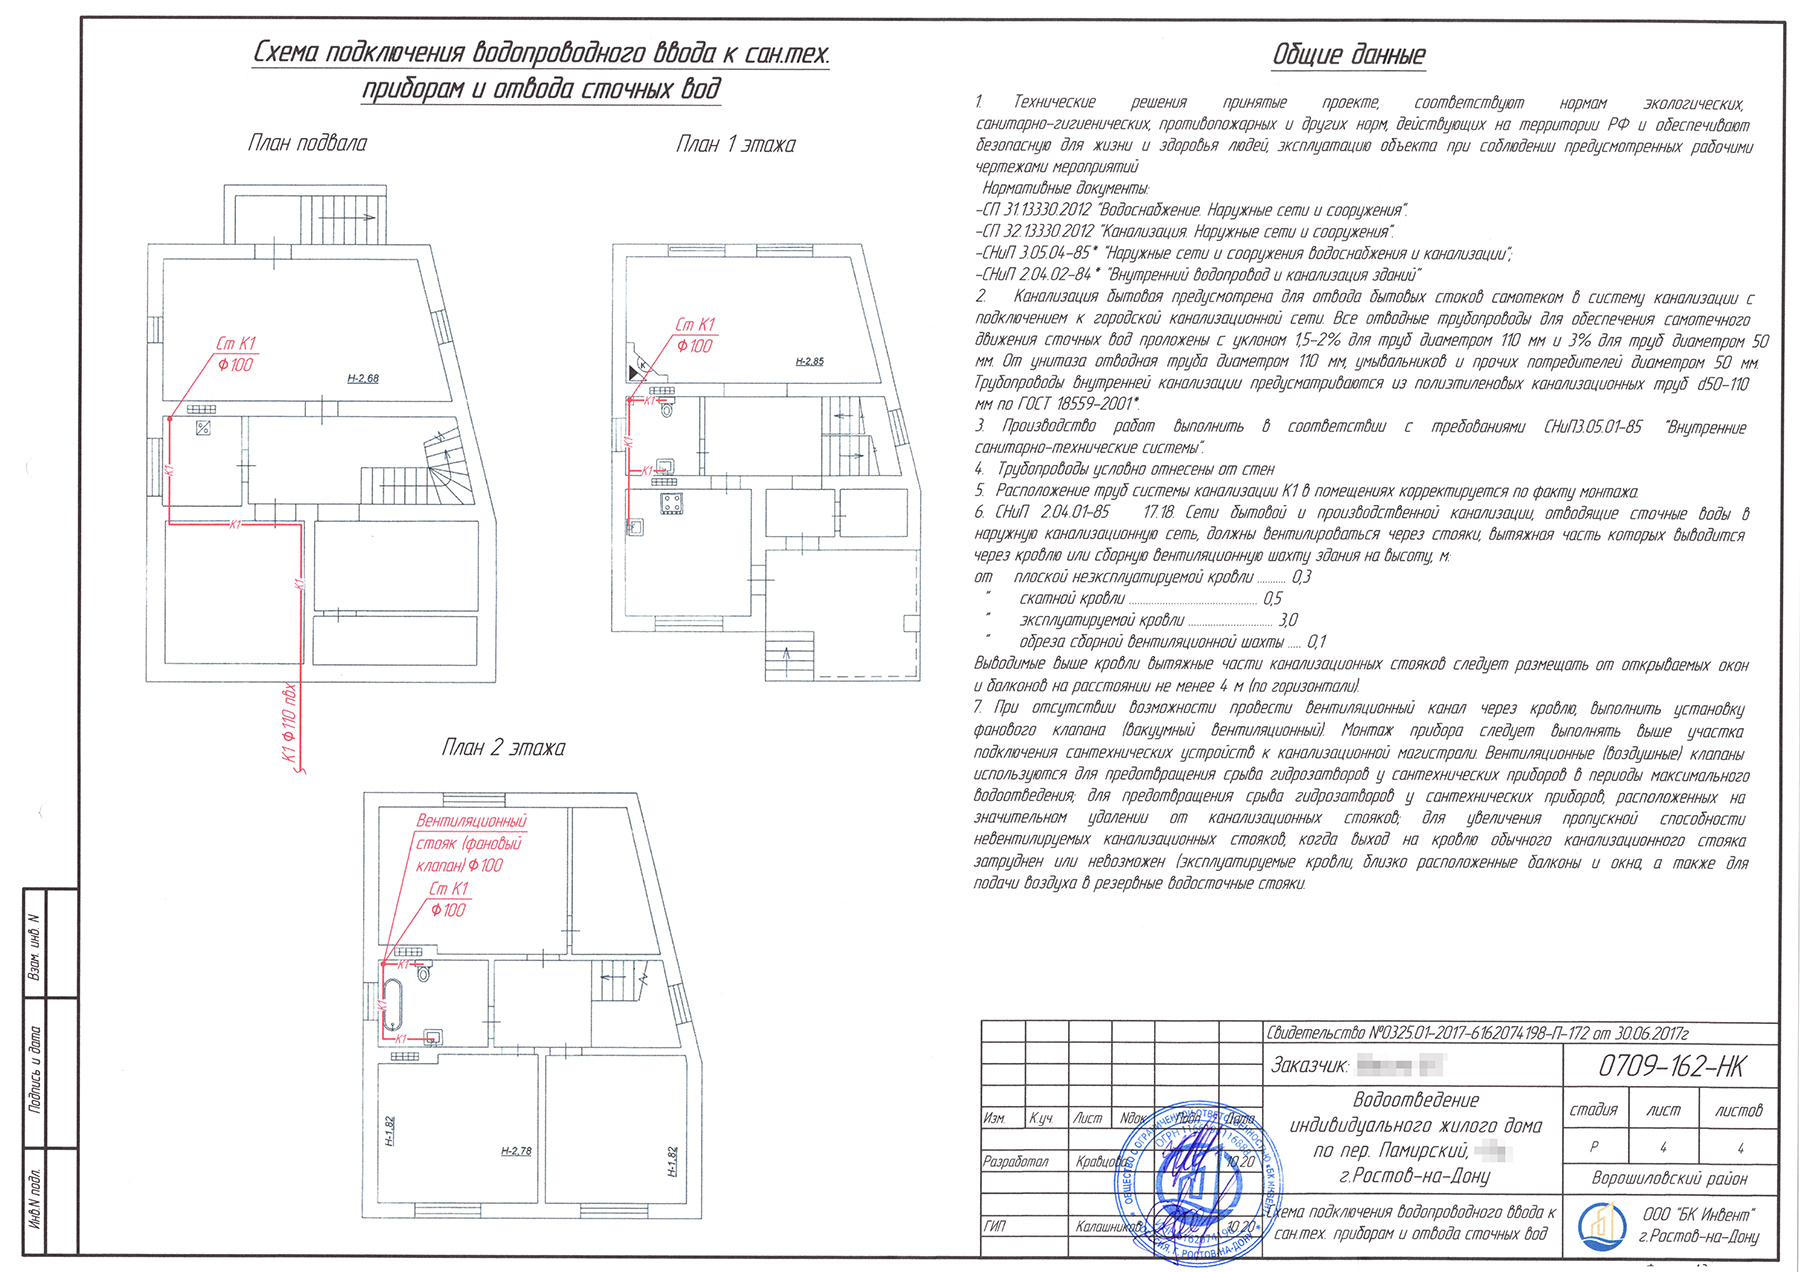 Схема подключения водопроводного ввода к сан.тех.
приборам и отвода сточных вод
План подвала
Ст К1
Ф100
Н-2,68
К1
К1
К1
К1 Ф110 пвх
План 1 этажа
Ст К1
Ф100
Н-2,85
К
К1
К1
К1
План 2 этажа
Вентиляционный
стояк (фановый
клапан) Ф100
Ст К1
Ф100
К1
К1
К1
Н-1,82
Н-2,78
Н-1,82
Общие данные
1. Технические решения принятые проекте, соответствуют нормам экологических,
санитарно-гигиенических, противопожарных и других норм, действующих на территории РФ и обеспечивают
безопасную для жизни и здоровья людей, эксплуатацию объекта при соблюдении предусмотренных рабочими
чертежами мероприятий
Нормативные документы:
-СП 31.13330.2012 "Водоснабжение. Наружные сети и сооружения".
-СП 32.13330.2012 "Канализация. Наружные сети и сооружения".
-СНиП 3.05.04-85* "Наружные сети и сооружения водоснабжения и канализации";
-СНиП 2.04.02-84* "Внутренний водопровод и канализация зданий"
2. Канализация бытовая предусмотрена для отвода бытовых стоков самотеком в систему канализации с
подключением к городской канализационной сети. Все отводные трубопроводы для обеспечения самотечного
движения сточных вод проложены с уклоном 1,5-2% для труб диаметром 110 мм и 3% для труб диаметром 50
мм. От унитаза отводная труба диаметром 110 мм, умывальников и прочих потребителей диаметром 50 мм.
Трубопроводы внутренней канализации предусматриваются из полиэтиленовых канализационных труб d50-110
мм по ГОСТ 18559-2001*.
3. Производство работ выполнить в соответствии с требованиями СНиП3.05.01-85 "Внутренние
санитарно-технические системы".
4. Трубопроводы условно отнесены от стен
5. Расположение труб системы канализации К1 в помещениях корректируется по факту монтажа.
6. СНиП 2.04.01-85 17.18. Сети бытовой и производственной канализации, отводящие сточные воды в
наружную канализационную сеть, должны вентилироваться через стояки, вытяжная часть которых выводится
через кровлю или сборную вентиляционную шахту здания на высоту, м:
от плоской неэксплуатируемой кровли ........... 0,3
" скатной кровли .............................................. 0,5
" эксплуатируемой кровли .............................. 3,0
" обреза сборной вентиляционной шахты ..... 0,1
Выводимые выше кровли вытяжные части канализационных стояков следует размещать от открываемых окон
и балконов на расстоянии не менее 4 м (по горизонтали).
7. При отсутствии возможности провести вентиляционный канал через кровлю, выполнить установку
фанового клапана (вакуумный вентиляционный). Монтаж прибора следует выполнять выше участка
подключения сантехнических устройств к канализационной магистрали. Вентиляционные (воздушные) клапаны
используются для предотвращения срыва гидрозатворов у сантехнических приборов в периоды максимального
водоотведения; для предотвращения срыва гидрозатворов у сантехнических приборов, расположенных на
значительном удалении от канализационных стояков; для увеличения пропускной способности
невентилируемых канализационных стояков, когда выход на кровлю обычного канализационного стояка
затруднен или невозможен (эксплуатируемые кровли, близко расположенные балконы и окна, а также для
подачи воздуха в резервные водосточные стояки.
Взам. инв. N
Подпись и дата
Инв.N подл.
Свидетельство №0325.01-2017-6162074198-П-172 от 30.06.2017г
Заказчик:
0709-162-НК
Водоотведение
индивидуального жилого дома
по пер. Памирский,
г.Ростов-на-Дону
стадия лист листов
Р 4 4
Ворошиловский район
Изм. К.уч. Лист Nдок. Подп. Дата
Разработал Кравцова 10.20
ГИП Калашников 10.20
Схема подключения водопроводного ввода к
сан.тех. приборам и отвода сточных вод
ООО "БК Инвент"
г.Ростов-на-Дону